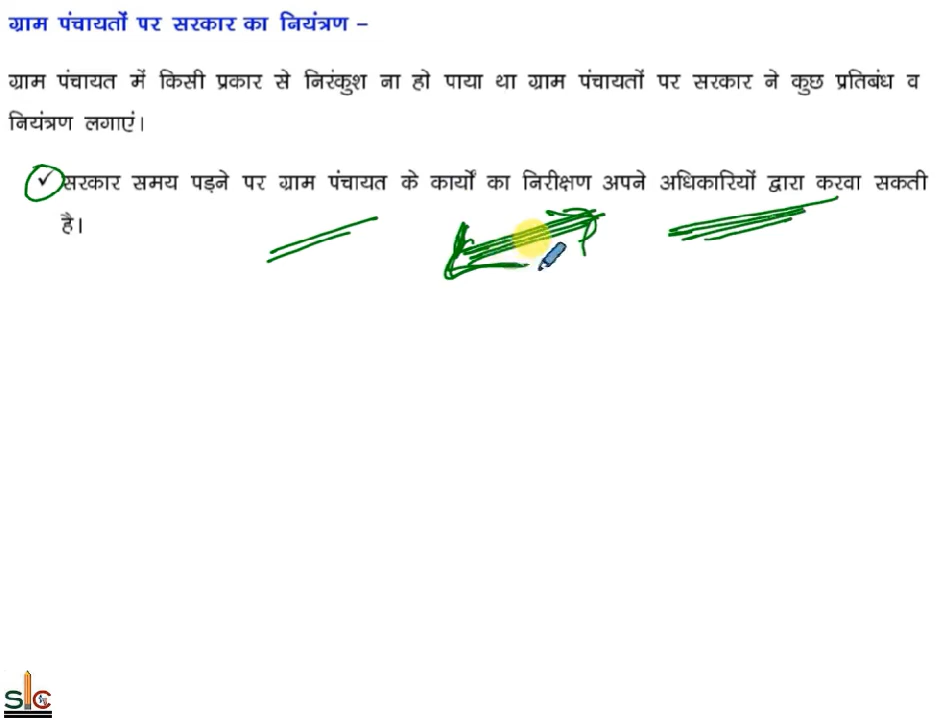 ग्राम पंचायतों पर सरकार का नियंत्रण –
ग्राम पंचायत में किसी प्रकार से निरंकुश ना हो पाया था ग्राम पंचायतों पर सरकार ने कुछ प्रतिबंध व
नियंत्रण लगाएं।
✓ सरकार समय पड़ने पर ग्राम पंचायत के कार्यों का निरीक्षण अपने अधिकारियों द्वारा करवा सकती
है।
SIC